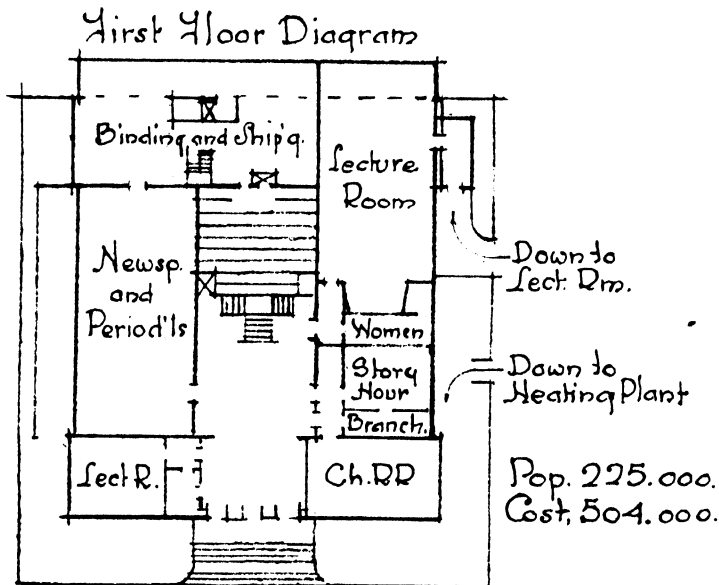 First Floor Diagram
Binding and Ship'g.
Lecture
Room
Newsp.
and
Period'ls
Down to
Lect. Rm.
Women
Story
Hour
Branch.
Down to
Heating Plant
Lect R.
Ch.RR
Pop. 225.000.
Cost, 504.000.